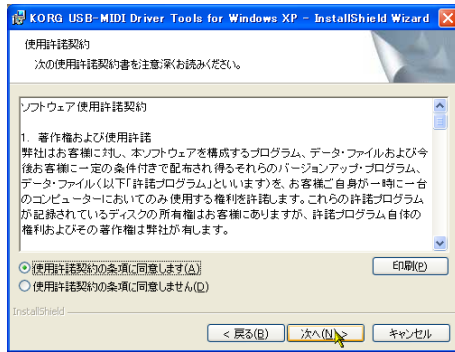 KORG USB-MIDI Driver Tools for Windows XP - InstallShield Wizard
使用許諾契約
次の使用許諾契約書を注意深くお読みください。
ソフトウェア使用許諾契約
1. 著作権および使用許諾
弊社はお客様に対し、本ソフトウェアを構成するプログラム、データ・ファイルおよび今
後お客様に一定の条件付きで配布され得るそれらのバージョンアップ・プログラム、
データ・ファイル(以下「許諾プログラム」といいます)を、お客様ご自身が一時に一台
のコンピューターにおいてのみ使用する権利を許諾します。これらの許諾プログラム
が記録されているディスクの所有権はお客様にありますが、許諾プログラム自体の
権利およびその著作権は弊社が有します。
使用許諾契約の条項に同意します(A)
印刷(P)
使用許諾契約の条項に同意しません(D)
InstallShield
< 戻る(B)
次へ(N) >
キャンセル